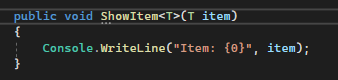 public void ShowItem<T>(T item)
{
Console.WriteLine("Item: {0}", item);
}